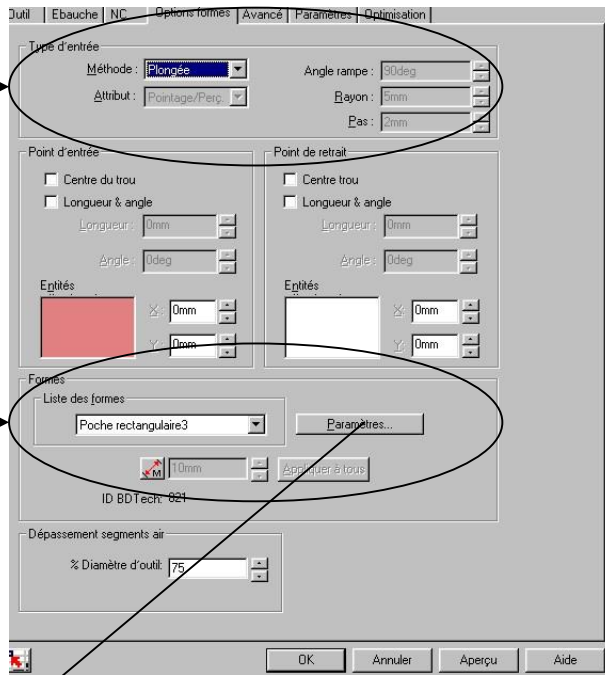 Outil Ebauche NC Options formes Avancé Paramètres Optimisation
Type d'entrée
Méthode : Plongée Angle rampe : 90deg
Attribut : Pointage/Perç. Rayon : 5mm
Pas : 2mm
Point d'entrée Point de retrait
Centre du trou Centre trou
Longueur & angle Longueur & angle
Longueur : 0mm Longueur : 0mm
Angle : 0deg Angle : 0deg
Entités Entités
X: 0mm X: 0mm
Y: 0mm Y: 0mm
Formes
Liste des formes
Poche rectangulaire3 Paramètres...
M 10mm Appliquer à tous
ID BDTech: 821
Dépassement segments air
% Diamètre d'outil: 75
OK Annuler Aperçu Aide